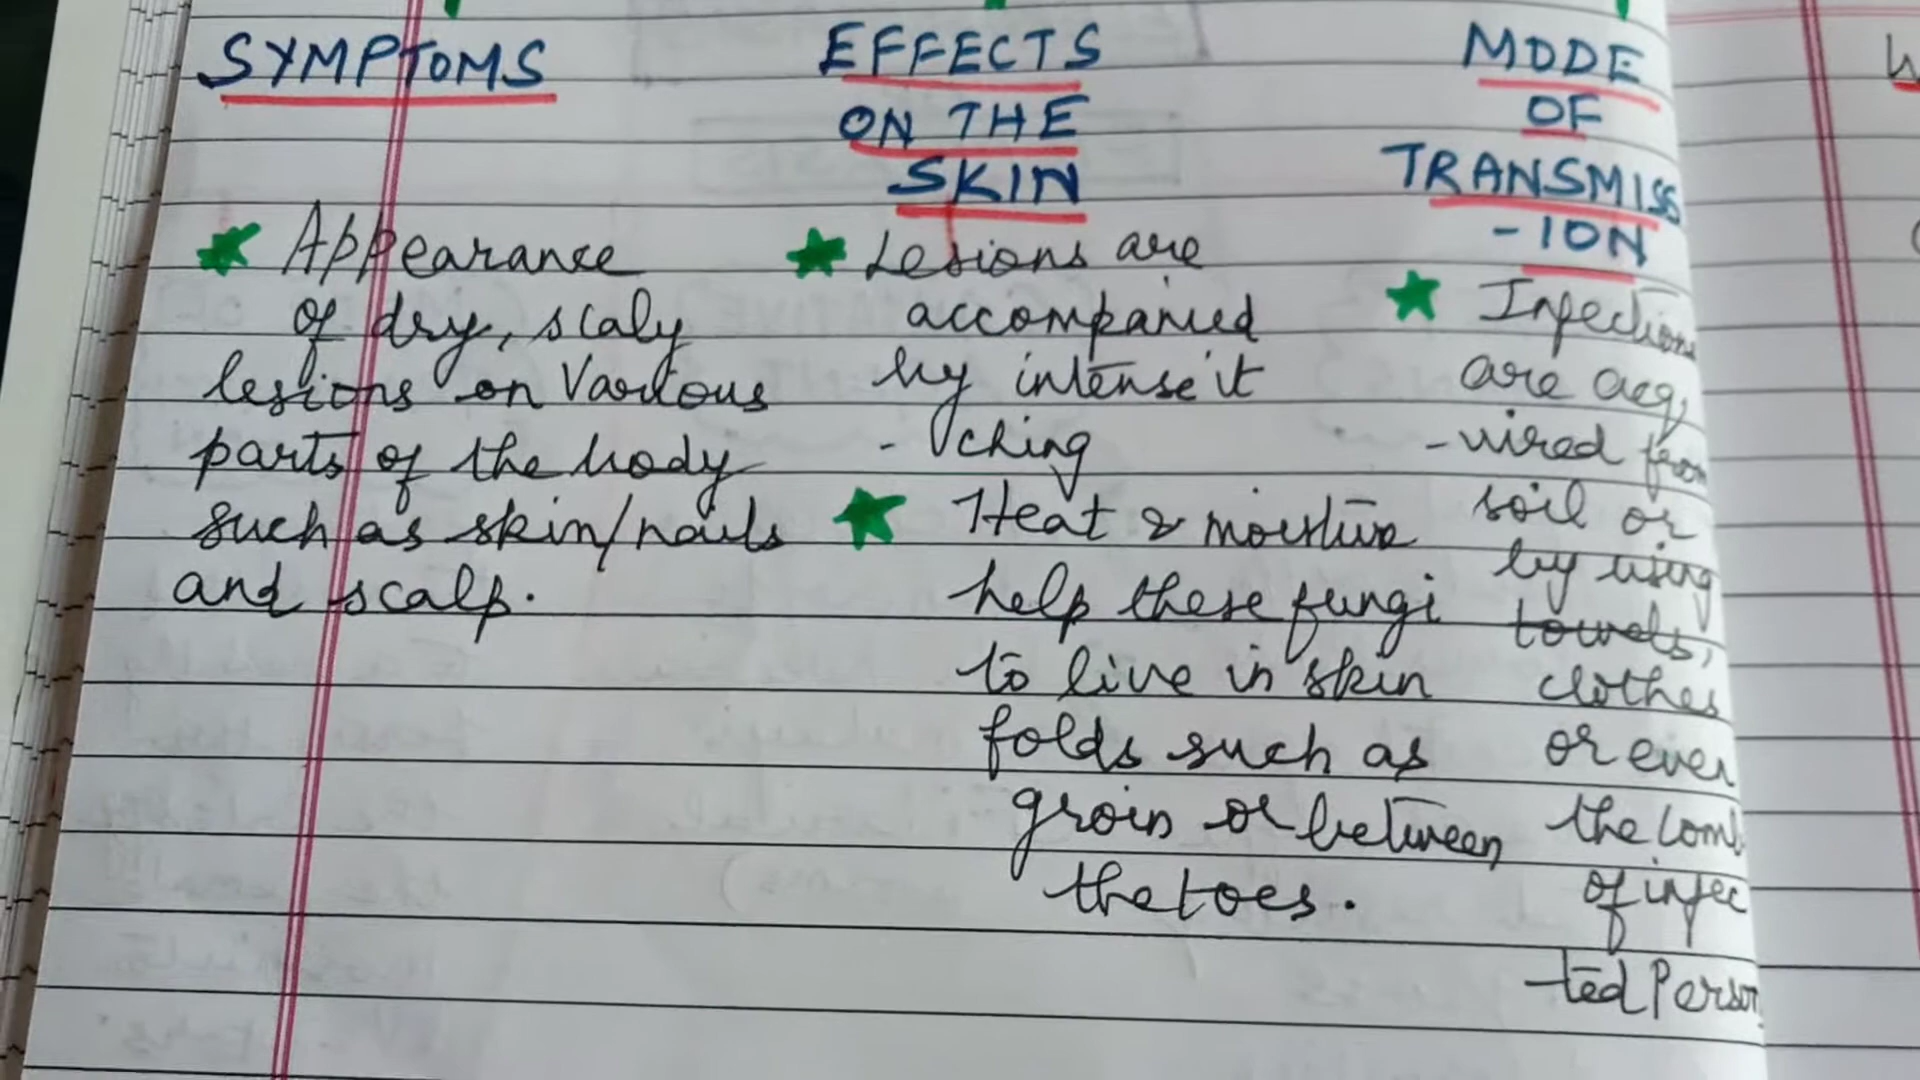 SYMPTOMS
★ Appearance
of dry, scaly
lesions on Various
parts of the body
such as skin/nails
and scalp.
EFFECTS
ON THE
SKIN
★ Lesions are
accompanied
by intense it
- ching
★ Heat & moisture
help these fungi
to live in skin
folds such as
groin or between
the toes.
MODE
OF
TRANSMISS
-ION
★ Infections
are acq
-uired from
soil or
by using
towels,
clothes
or even
the comb
of infec
-ted Person